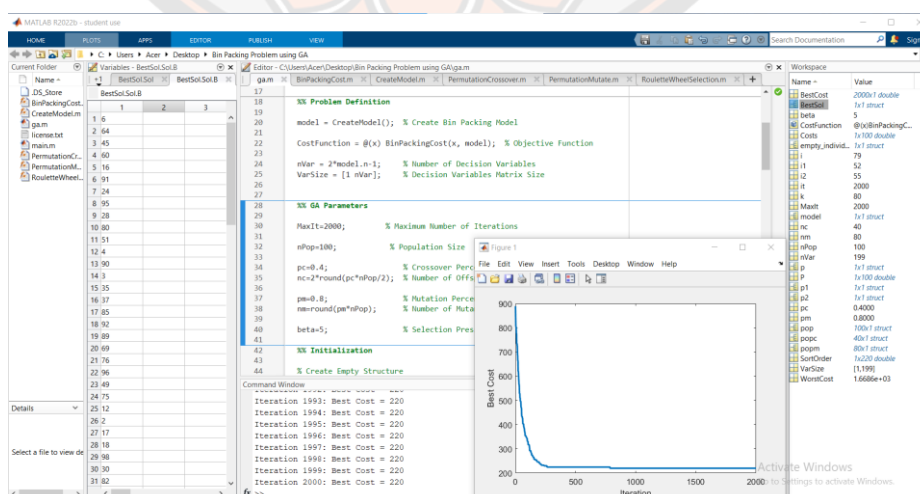 MATLAB R2022b - student use
HOME PLOTS APPS EDITOR PUBLISH VIEW
Search Documentation
Sign
C: Users Acer Desktop Bin Packing Problem using GA
Current Folder
Name
.DS_Store
BinPackingCost...
CreateModel.m
ga.m
license.txt
main.m
PermutationCr...
PermutationM...
RouletteWheel...
Details
Select a file to view de
Variables - BestSol.Sol.B
BestSol.Sol BestSol.Sol.B
BestSol.Sol.B
1 2 3
1 6
2 64
3 45
4 60
5 16
6 91
7 24
8 95
9 28
10 80
11 51
12 4
13 90
14 3
15 35
16 37
17 85
18 92
19 89
20 69
21 76
22 96
23 49
24 75
25 12
26 2
27 17
28 18
29 98
30 30
31 82
Editor - C:\Users\Acer\Desktop\Bin Packing Problem using GA\ga.m
ga.m BinPackingCost.m CreateModel.m PermutationCrossover.m PermutationMutate.m RouletteWheelSelection.m
17
18 %% Problem Definition
19
20 model = CreateModel(); % Create Bin Packing Model
21
22 CostFunction = @(x) BinPackingCost(x, model); % Objective Function
23
24 nVar = 2*model.n-1; % Number of Decision Variables
25 VarSize = [1 nVar]; % Decision Variables Matrix Size
26
27
28 %% GA Parameters
29
30 MaxIt=2000; % Maximum Number of Iterations
31
32 nPop=100; % Population Size
33
34 pc=0.4; % Crossover Perc
35 nc=2*round(pc*nPop/2); % Number of Offs
36
37 pm=0.8; % Mutation Perce
38 nm=round(pm*nPop); % Number of Muta
39
40 beta=5; % Selection Pres
41
42 %% Initialization
43
44 % Create Empty Structure
Command Window
Iteration 1993: Best Cost = 220
Iteration 1994: Best Cost = 220
Iteration 1995: Best Cost = 220
Iteration 1996: Best Cost = 220
Iteration 1997: Best Cost = 220
Iteration 1998: Best Cost = 220
Iteration 1999: Best Cost = 220
Iteration 2000: Best Cost = 220
fx >>
Figure 1
File Edit View Insert Tools Desktop Window Help
900
800
700
600
500
400
300
200
0 500 1000 1500 2000
Best Cost
Iteration
Workspace
Name Value
BestCost 2000x1 double
BestSol 1x1 struct
beta 5
CostFunction @(x)BinPackingC...
Costs 1x100 double
empty_individ... 1x1 struct
i 79
i1 52
i2 55
it 2000
k 80
MaxIt 2000
model 1x1 struct
nc 40
nm 80
nPop 100
nVar 199
p 1x1 struct
P 1x100 double
p1 1x1 struct
p2 1x1 struct
pc 0.4000
pm 0.8000
pop 100x1 struct
popc 40x1 struct
popm 80x1 struct
SortOrder 1x220 double
VarSize [1,199]
WorstCost 1.6686e+03
Activate Windows
to Settings to activate Windows.